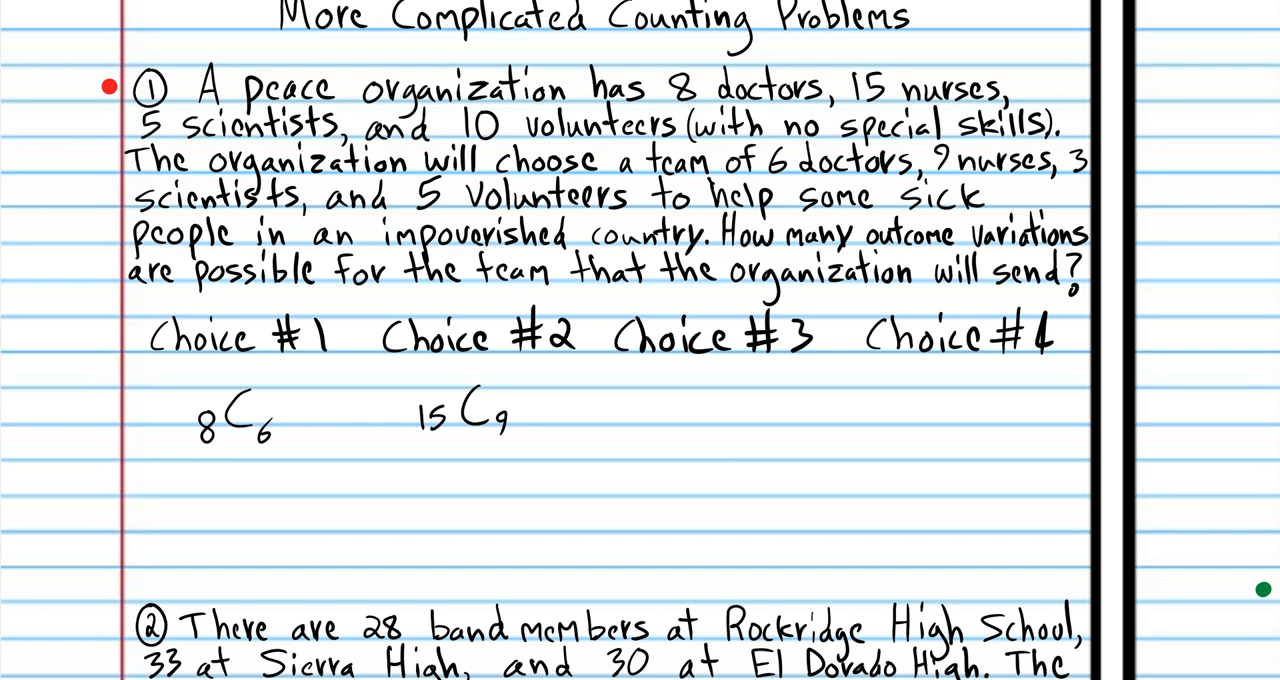 More Complicated Counting Problems
① A peace organization has 8 doctors, 15 nurses,
5 scientists, and 10 volunteers (with no special skills).
The organization will choose a team of 6 doctors, 9 nurses, 3
scientists, and 5 volunteers to help some sick
people in an impoverished country. How many outcome variations
are possible for the team that the organization will send?
Choice #1 Choice #2 Choice #3 Choice #4
₈C₆ ₁₅C₉
② There are 28 band members at Rockridge High School,
33 at Sierra High, and 30 at El Dorado High. The